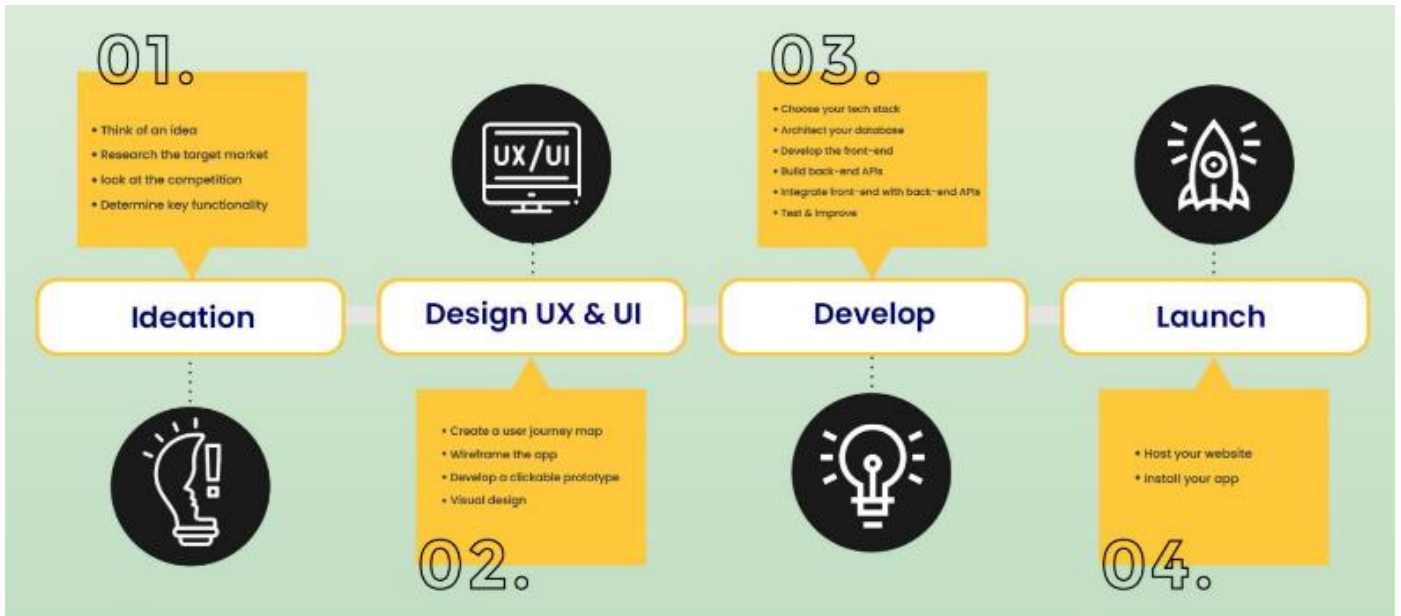 01.
• Think of an idea
• Research the target market
• look at the competition
• Determine key functionality
Ideation
UX/UI
Design UX & UI
• Create a user journey map
• Wireframe the app
• Develop a clickable prototype
• Visual design
02.
03.
• Choose your tech stack
• Architect your database
• Develop the front-end
• Build back-end APIs
• Integrate front-end with back-end APIs
• Test & Improve
Develop
Launch
• Host your website
• Install your app
04.